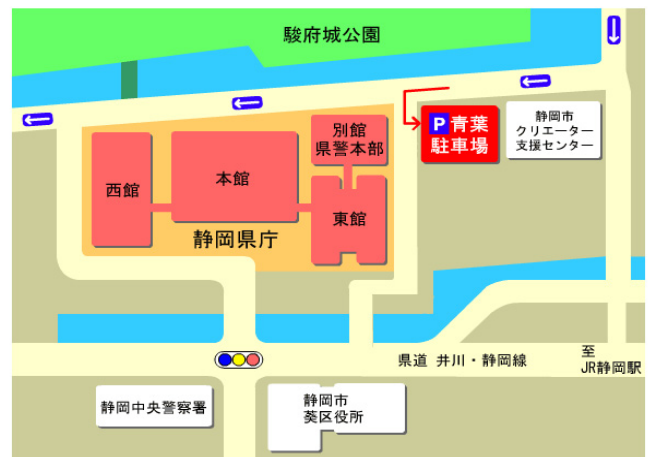 駿府城公園
P青葉
駐車場
静岡市
クリエーター
支援センター
別館
県警本部
本館
西館
東館
静岡県庁
県道 井川・静岡線
至
JR静岡駅
静岡中央警察署
静岡市
葵区役所